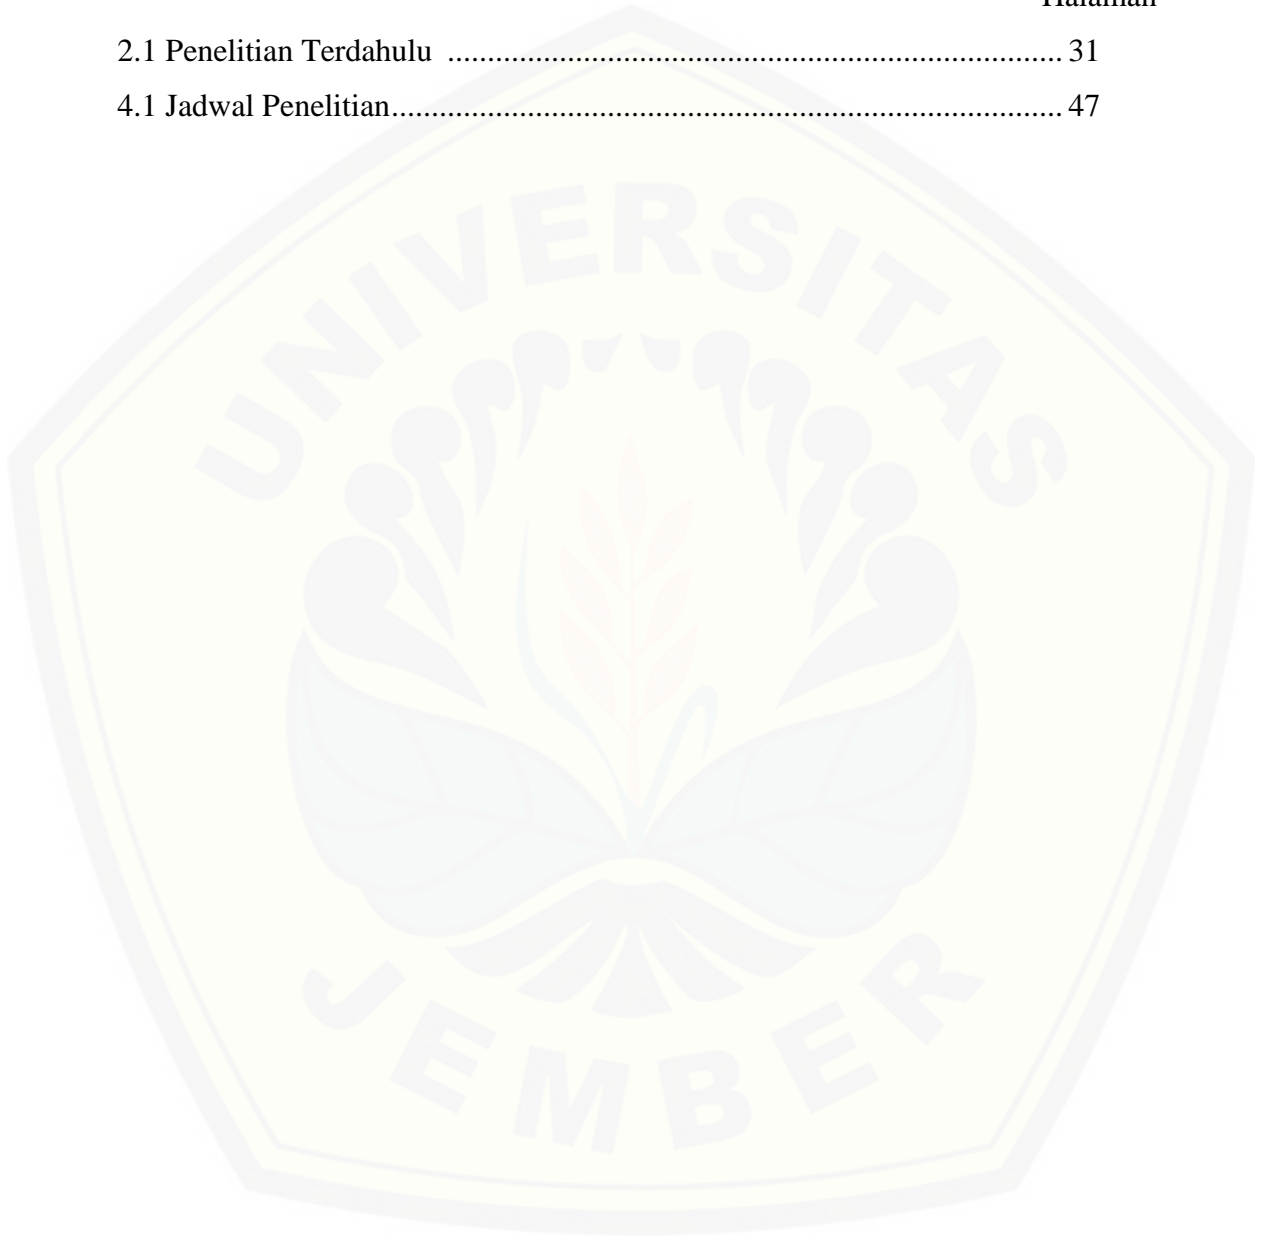 Halaman
2.1 Penelitian Terdahulu ........................................................................... 31
4.1 Jadwal Penelitian.................................................................................. 47
UNIVERSITAS
JEMBER